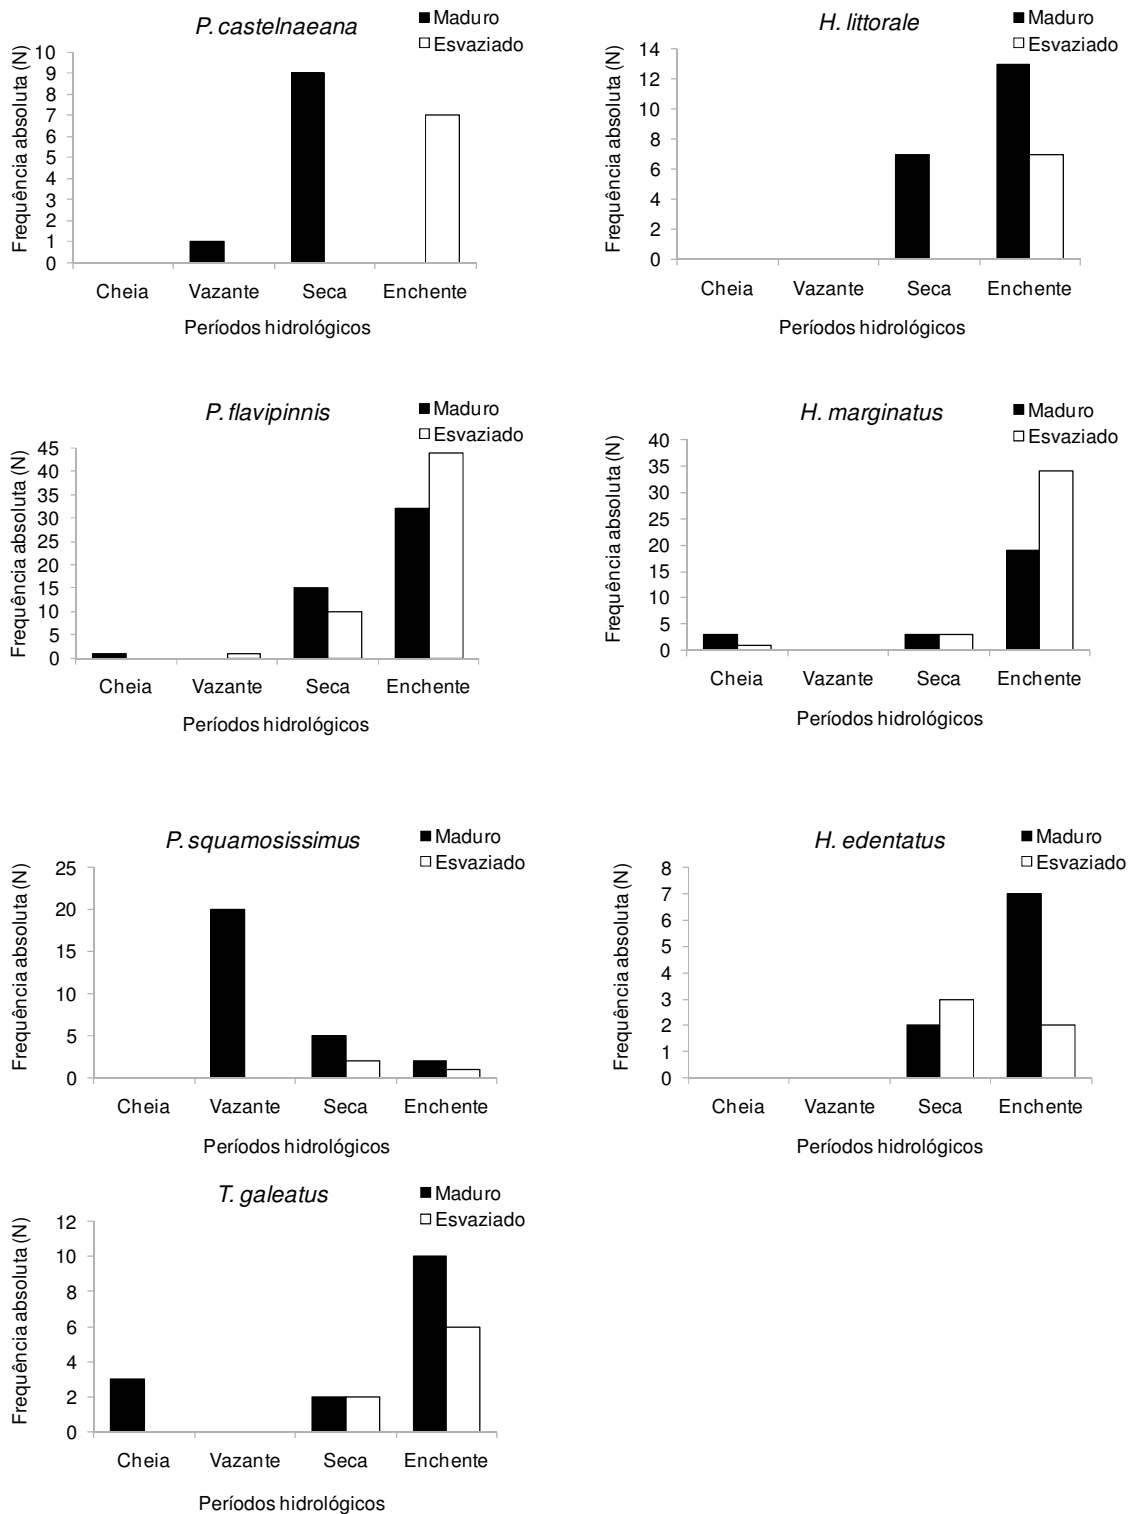 P. castelnaeana
Maduro
Esvaziado
Frequência absoluta (N)
10
9
8
7
6
5
4
3
2
1
0
Cheia Vazante Seca Enchente
Períodos hidrológicos
H. littorale
Maduro
Esvaziado
Frequência absoluta (N)
14
12
10
8
6
4
2
0
Cheia Vazante Seca Enchente
Períodos hidrológicos
P. flavipinnis
Maduro
Esvaziado
Frequência absoluta (N)
45
40
35
30
25
20
15
10
5
0
Cheia Vazante Seca Enchente
Períodos hidrológicos
H. marginatus
Maduro
Esvaziado
Frequência absoluta (N)
40
35
30
25
20
15
10
5
0
Cheia Vazante Seca Enchente
Períodos hidrológicos
P. squamosissimus
Maduro
Esvaziado
Frequência absoluta (N)
25
20
15
10
5
0
Cheia Vazante Seca Enchente
Períodos hidrológicos
H. edentatus
Maduro
Esvaziado
Frequência absoluta (N)
8
7
6
5
4
3
2
1
0
Cheia Vazante Seca Enchente
Períodos hidrológicos
T. galeatus
Maduro
Esvaziado
Frequência absoluta (N)
12
10
8
6
4
2
0
Cheia Vazante Seca Enchente
Períodos hidrológicos